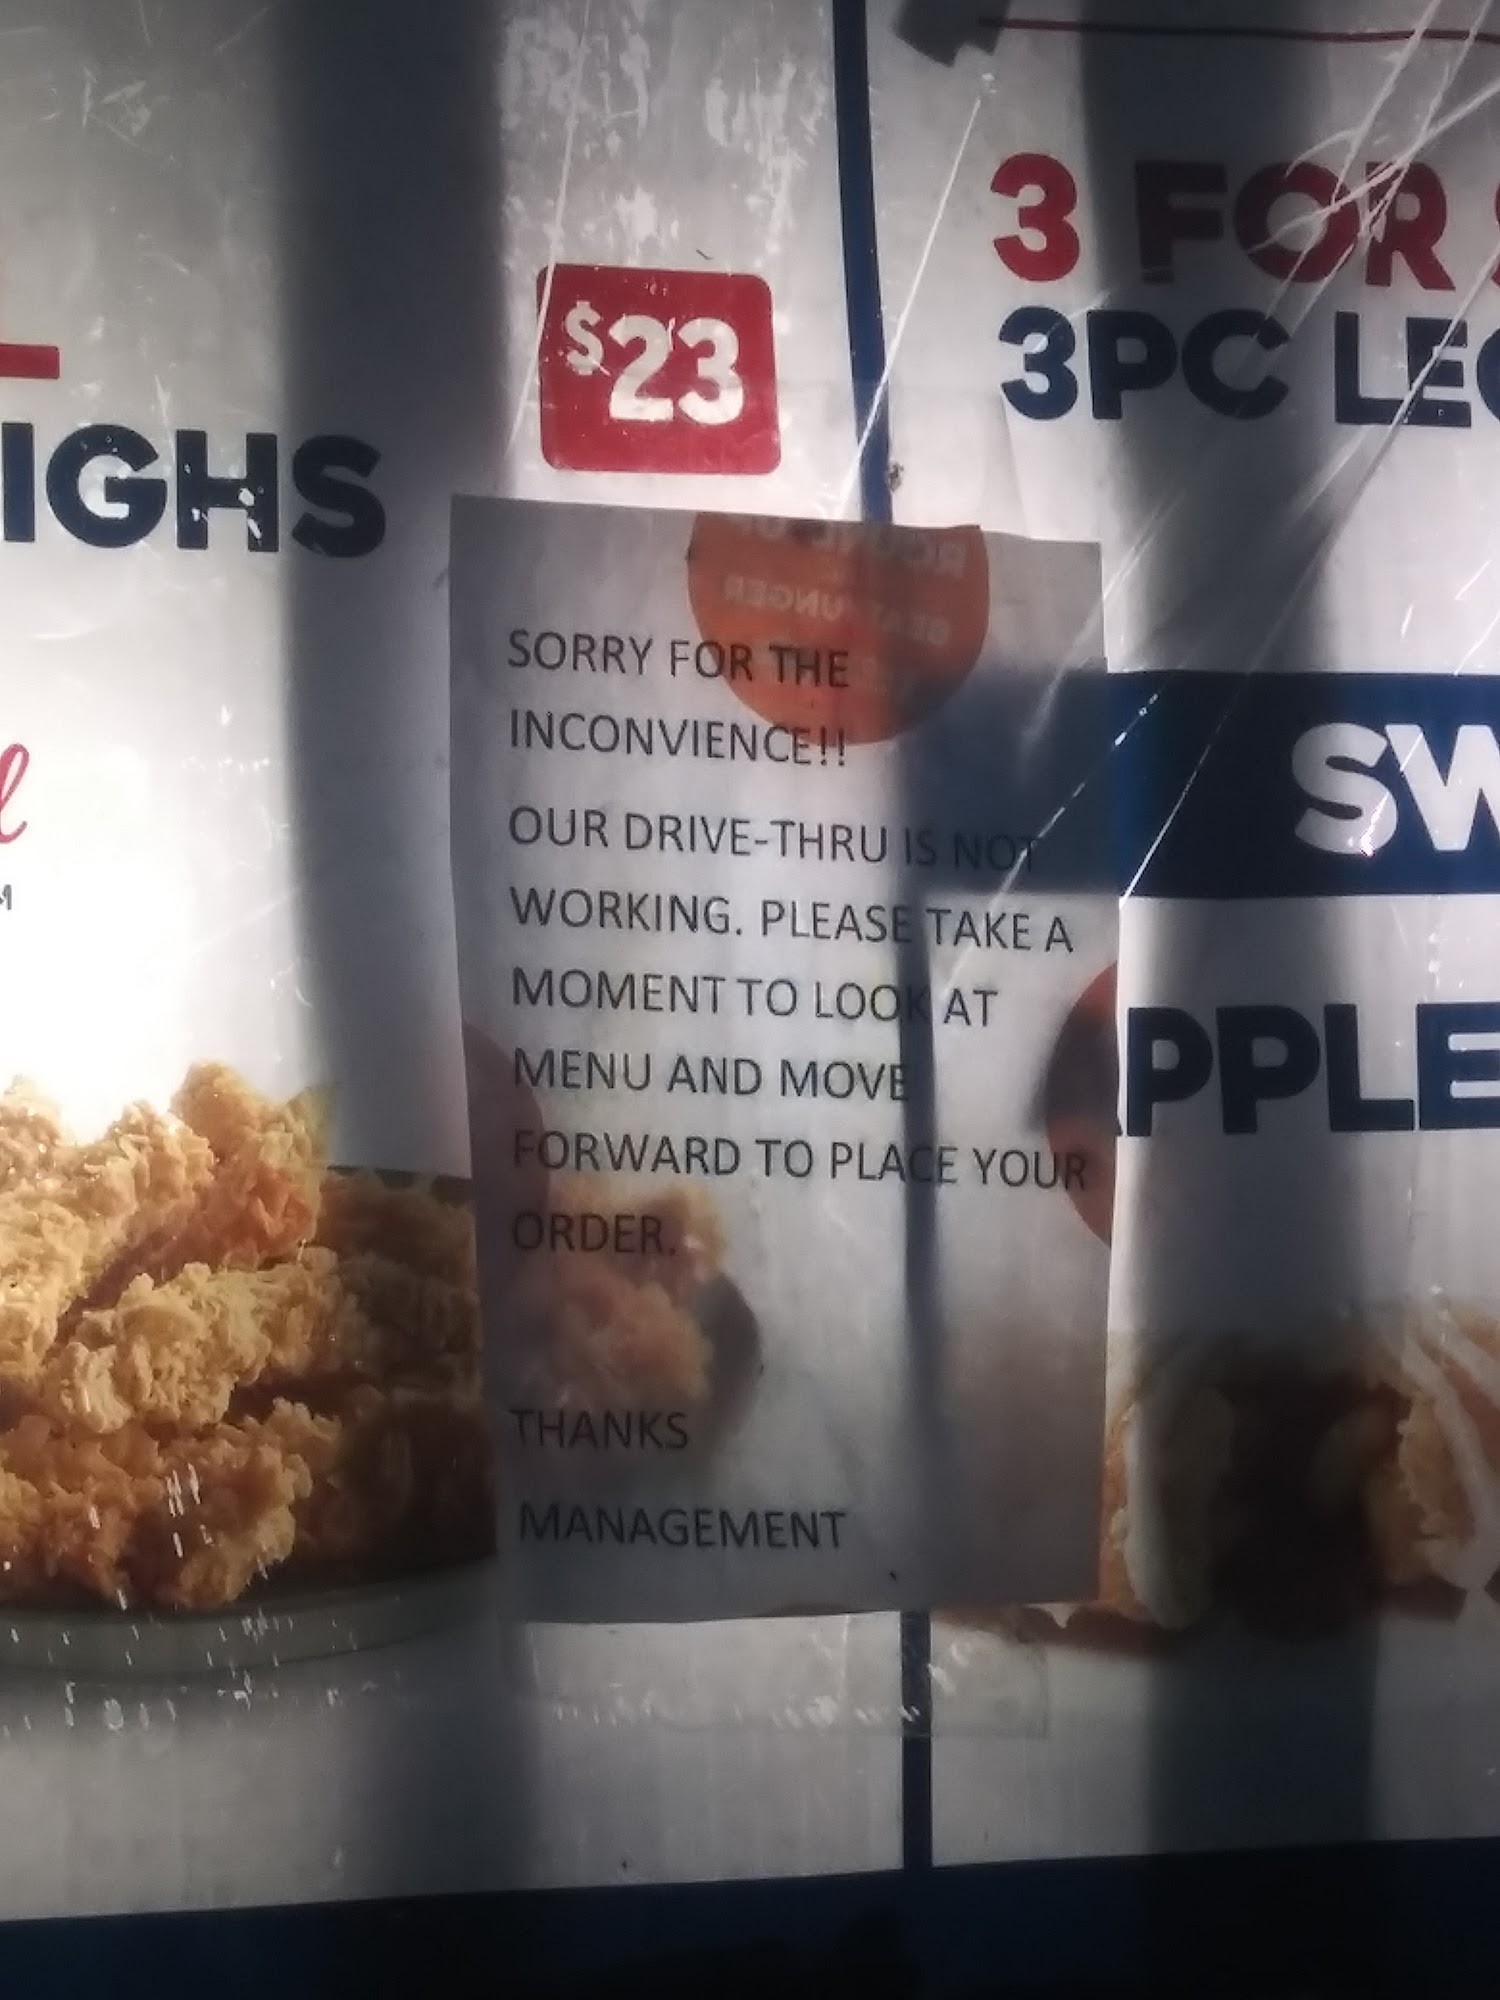 $23
3 FOR
3PC LEG
IGHS
SORRY FOR THE
INCONVIENCE!!
OUR DRIVE-THRU IS NOT
WORKING. PLEASE TAKE A
MOMENT TO LOOK AT
MENU AND MOVE
FORWARD TO PLACE YOUR
ORDER.
THANKS
MANAGEMENT
SW
PPLE